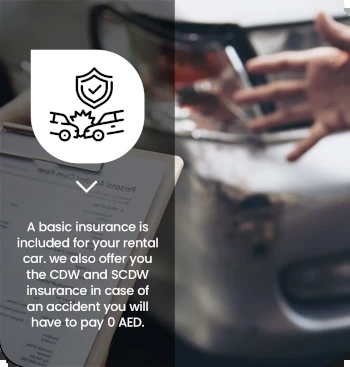 A basic insurance is
included for your rental
car. we also offer you
the CDW and SCDW
insurance in case of
an accident you will
have to pay 0 AED.